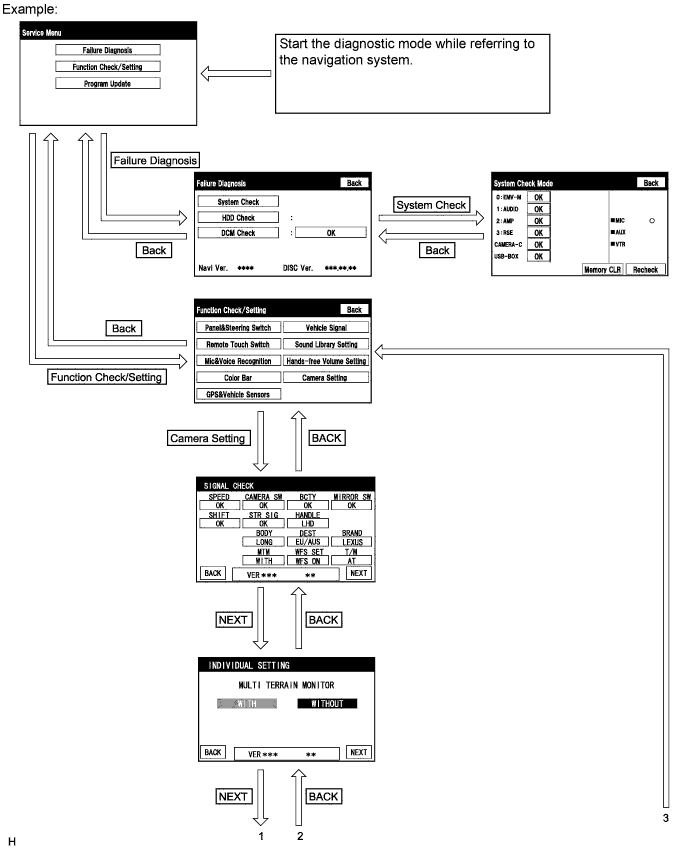 Example:
Service Menu
Failure Diagnosis
Function Check/Setting
Program Update
Start the diagnostic mode while referring to
the navigation system.
Failure Diagnosis
Back
Failure Diagnosis
Back
System Check
HDD Check :
DCM Check : OK
Navi Ver. **** DISC Ver. ***.**.**
System Check
Back
System Check Mode Back
0:EMV-M OK
1:AUDIO OK
2:AMP OK ■MIC ○
3:RSE OK ■AUX
CAMERA-C OK ■VTR
USB-BOX OK
Memory CLR Recheck
Back
Function Check/Setting
Function Check/Setting Back
Panel&Steering Switch Vehicle Signal
Remote Touch Switch Sound Library Setting
Mic&Voice Recognition Hands-free Volume Setting
Color Bar Camera Setting
GPS&Vehicle Sensors
Camera Setting
BACK
SIGNAL CHECK
SPEED CAMERA SW BCTY MIRROR SW
OK OK OK OK
SHIFT STR SIG HANDLE
OK OK LHD
BODY DEST BRAND
LONG EU/AUS LEXUS
MTM WFS SET T/M
WITH WFS ON AT
BACK VER*** ** NEXT
NEXT
BACK
INDIVIDUAL SETTING
MULTI TERRAIN MONITOR
WITH WITHOUT
BACK VER*** ** NEXT
NEXT
BACK
1 2
3
H